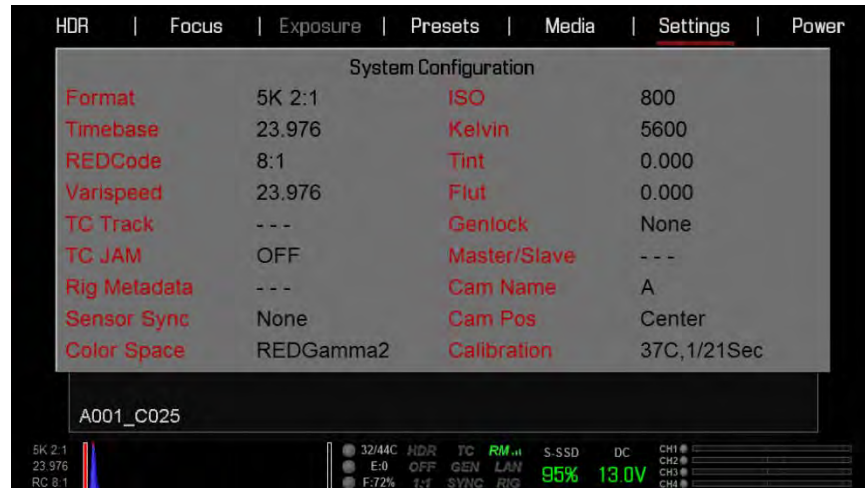 HDR | Focus | Exposure | Presets | Media | Settings | Power
System Configuration
Format 5K 2:1 ISO 800
Timebase 23.976 Kelvin 5600
REDCode 8:1 Tint 0.000
Varispeed 23.976 Flut 0.000
TC Track --- Genlock None
TC JAM OFF Master/Slave ---
Rig Metadata --- Cam Name A
Sensor Sync None Cam Pos Center
Color Space REDGamma2 Calibration 37C,1/21Sec
A001_C025
5K 2:1 32/44C HDR TC RM S-SSD DC CH1
23.976 E:0 OFF GEN LAN 95% 13.0V CH2
CH3
RC 8:1 F:72% 1:1 SYNC RIG CH4